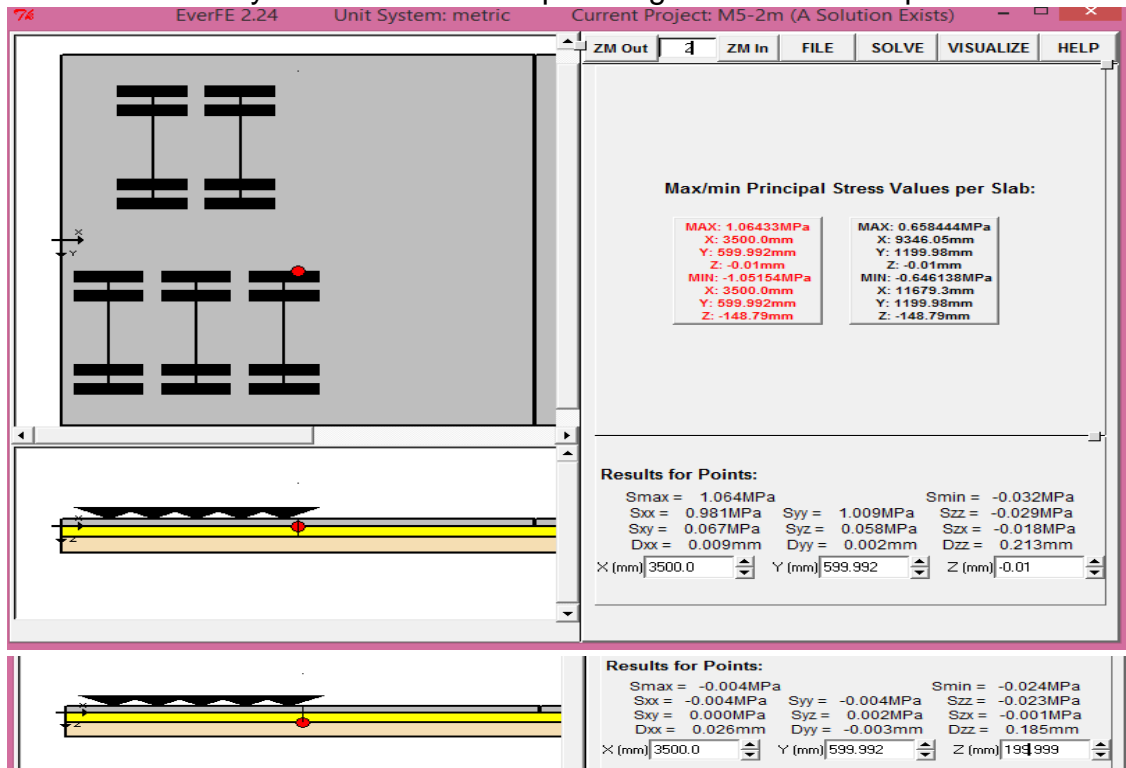 EverFE 2.24 Unit System: metric Current Project: M5-2m (A Solution Exists)
ZM Out 2 ZM In FILE SOLVE VISUALIZE HELP
Max/min Principal Stress Values per Slab:
MAX: 1.06433MPa
X: 3500.0mm
Y: 599.992mm
Z: -0.01mm
MIN: -1.05154MPa
X: 3500.0mm
Y: 599.992mm
Z: -148.79mm
MAX: 0.658444MPa
X: 9346.05mm
Y: 1199.98mm
Z: -0.01mm
MIN: -0.646138MPa
X: 11679.3mm
Y: 1199.98mm
Z: -148.79mm
X
Y
Results for Points:
Smax = 1.064MPa Smin = -0.032MPa
Sxx = 0.981MPa Syy = 1.009MPa Szz = -0.029MPa
Sxy = 0.067MPa Syz = 0.058MPa Szx = -0.018MPa
Dxx = 0.009mm Dyy = 0.002mm Dzz = 0.213mm
X (mm) 3500.0 Y (mm) 599.992 Z (mm) -0.01
X
Z
Results for Points:
Smax = -0.004MPa Smin = -0.024MPa
Sxx = -0.004MPa Syy = -0.004MPa Szz = -0.023MPa
Sxy = 0.000MPa Syz = 0.002MPa Szx = -0.001MPa
Dxx = 0.026mm Dyy = -0.003mm Dzz = 0.185mm
X (mm) 3500.0 Y (mm) 599.992 Z (mm) 199.999
X
Z